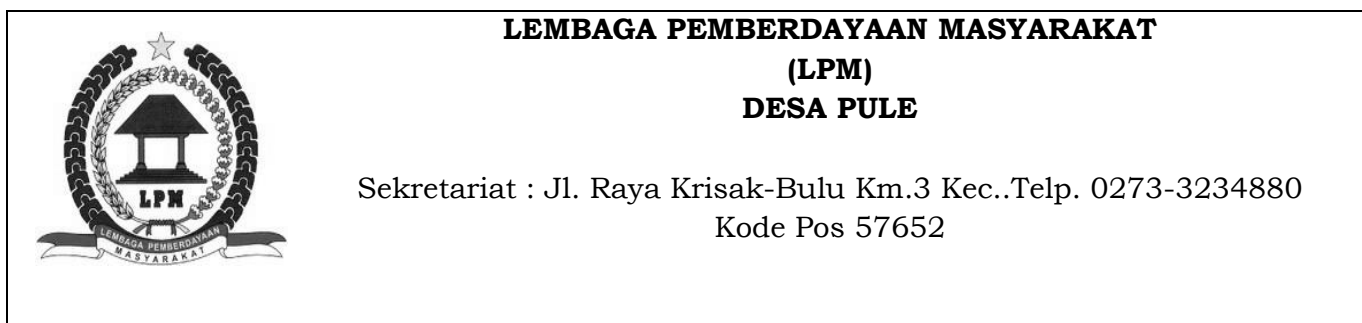 LEMBAGA PEMBERDAYAAN MASYARAKAT
(LPM)
DESA PULE
Sekretariat : Jl. Raya Krisak-Bulu Km.3 Kec..Telp. 0273-3234880
Kode Pos 57652
LPM
LEMBAGA PEMBERDAYAAN
MASYARAKAT